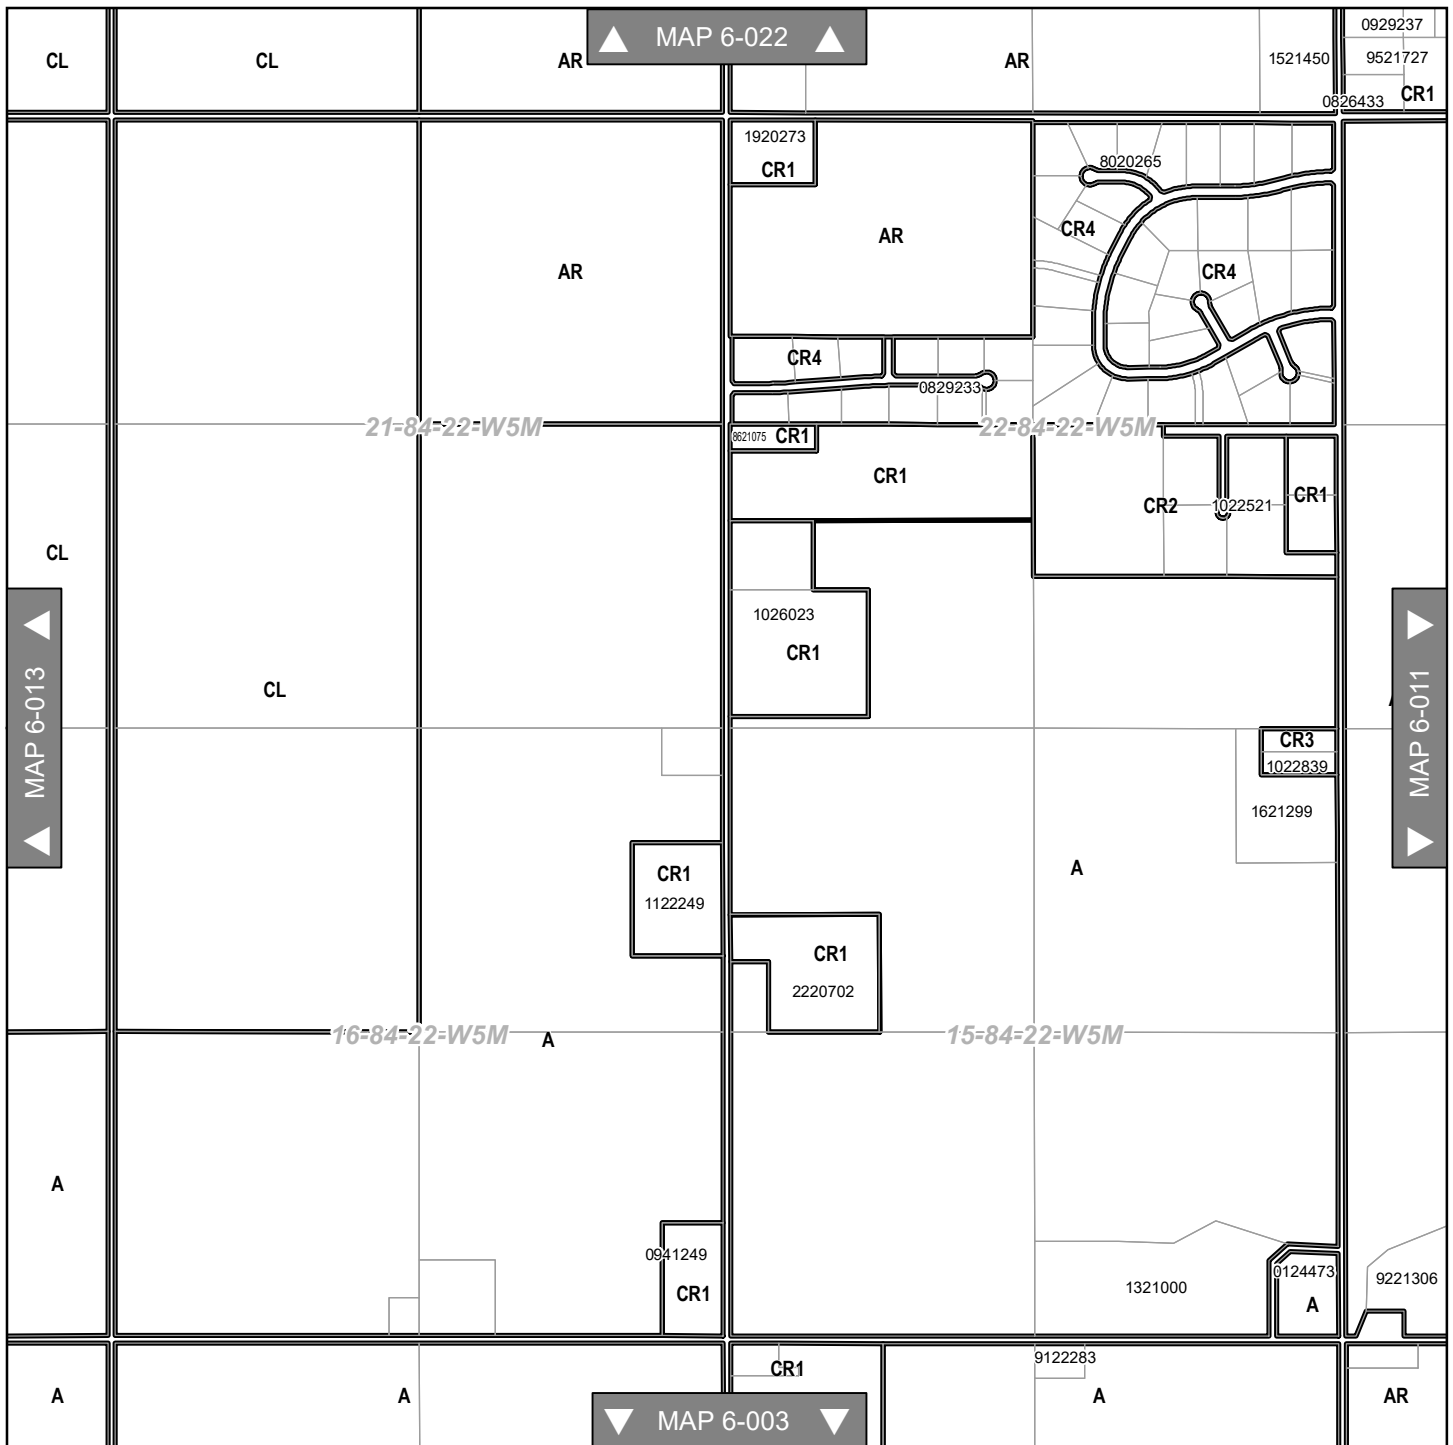 0929237
MAP 6-022
CL
CL
AR
AR
1521450
9521727
CR1
0826433
1920273
CR1
8020265
AR
CR4
CR4
AR
CR4
0829233
21-84-22-W5M
22-84-22-W5M
8621075
CR1
CR1
CR2
1022521
CR1
CL
1026023
CR1
CL
MAP 6-013
MAP 6-011
CR3
1022839
1621299
A
CR1
1122249
CR1
2220702
16-84-22-W5M
A
15-84-22-W5M
A
0941249
CR1
1321000
0124473
A
9221306
CR1
9122283
A
A
A
AR
MAP 6-003